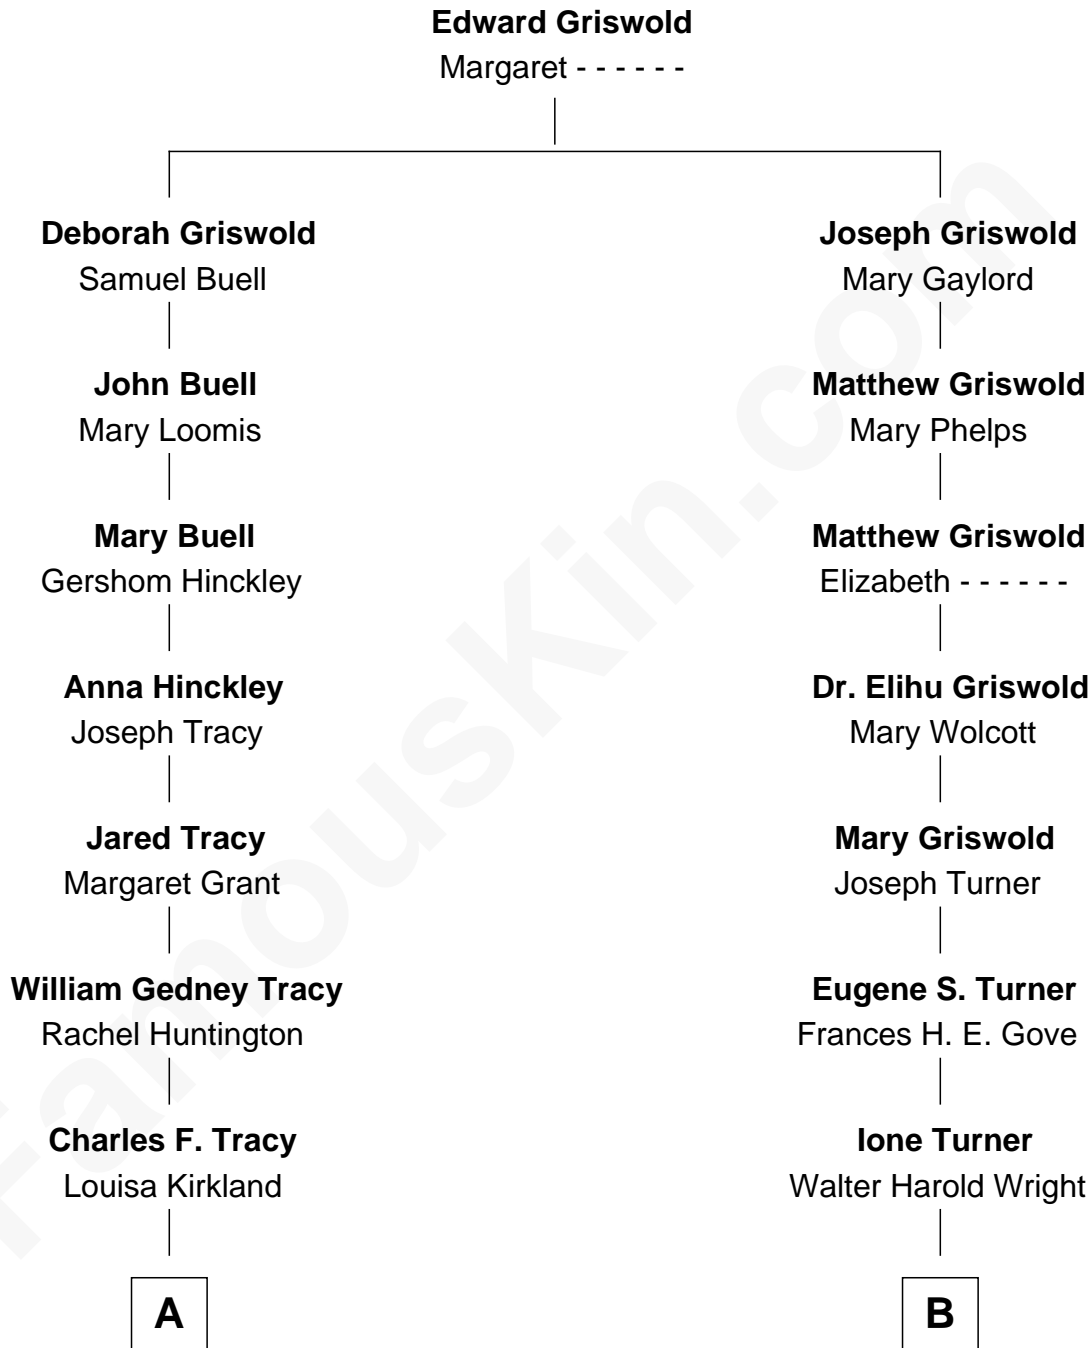 Edward Griswold
Margaret - - - - - -
Deborah Griswold
Samuel Buell
Joseph Griswold
Mary Gaylord
John Buell
Mary Loomis
Matthew Griswold
Mary Phelps
Mary Buell
Gershom Hinckley
Matthew Griswold
Elizabeth - - - - - -
Anna Hinckley
Joseph Tracy
Dr. Elihu Griswold
Mary Wolcott
Jared Tracy
Margaret Grant
Mary Griswold
Joseph Turner
William Gedney Tracy
Rachel Huntington
Eugene S. Turner
Frances H. E. Gove
Charles F. Tracy
Louisa Kirkland
Ione Turner
Walter Harold Wright
A
B
FamousKin.com